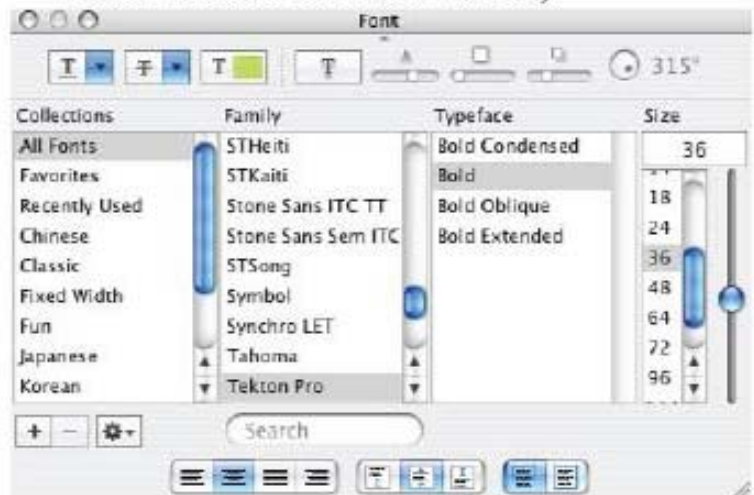 Font
T T T T 315°
Collections Family Typeface Size
All Fonts STHeiti Bold Condensed 36
Favorites STKaiti Bold
Recently Used Stone Sans ITC TT Bold Oblique 18
Chinese Stone Sans Sem ITC Bold Extended 24
Classic STSong 36
Fixed Width Symbol 48
Fun Synchro LET 64
Japanese Tahoma 72
Korean Tekton Pro 96
Search